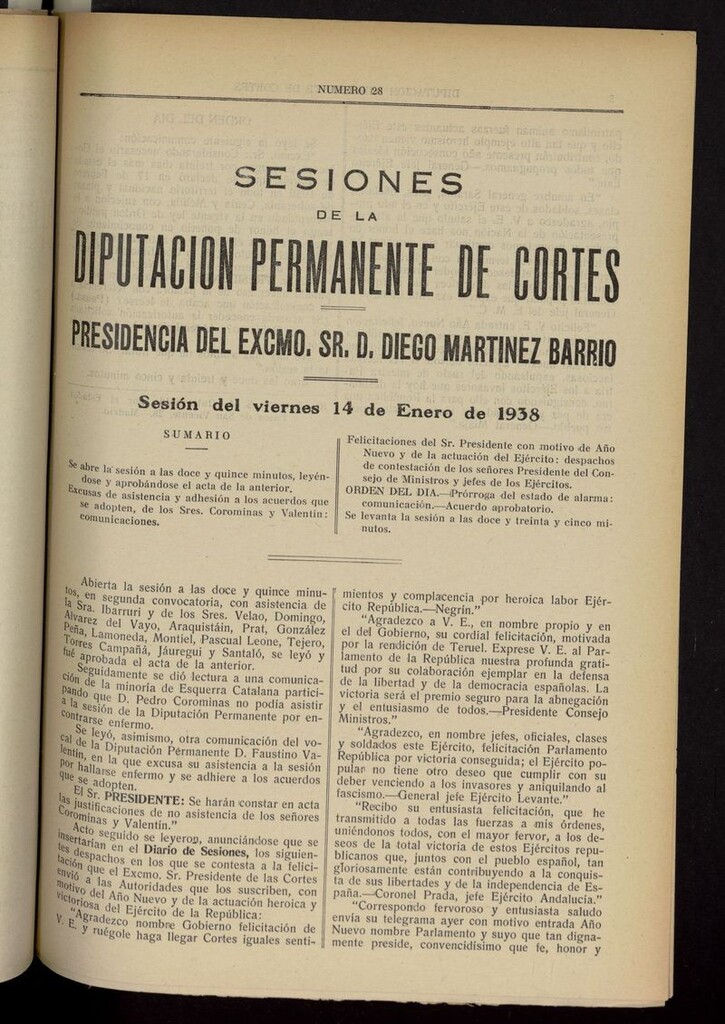 NUMERO 28
SESIONES
DE LA
DIPUTACION PERMANENTE DE CORTES
PRESIDENCIA DEL EXCMO. SR. D. DIEGO MARTINEZ BARRIO
Sesión del viernes 14 de Enero de 1938
SUMARIO
Se abre la sesión a las doce y quince minutos, leyén-
dose y aprobándose el acta de la anterior.
Excusas de asistencia y adhesión a los acuerdos que
se adopten, de los Sres. Corominas y Valentín:
comunicaciones.
Felicitaciones del Sr. Presidente con motivo de Año
Nuevo y de la actuación del Ejército: despachos
de contestación de los señores Presidente del Con-
sejo de Ministros y jefes de los Ejércitos.
ORDEN DEL DIA.—Prórroga del estado de alarma:
comunicación.—Acuerdo aprobatorio.
Se levanta la sesión a las doce y treinta y cinco mi-
nutos.
Abierta la sesión a las doce y quince minu-
tos, en segunda convocatoria, con asistencia de
la Sra. Ibarruri y de los Sres. Velao, Domingo,
Alvarez del Vayo, Araquistáin, Prat, González
Peña, Lamoneda, Montiel, Pascual Leone, Tejero,
Torres Campañá, Jáuregui y Santaló, se leyó y
fué aprobada el acta de la anterior.
Seguidamente se dió lectura a una comunica-
ción de la minoría de Esquerra Catalana partici-
pando que D. Pedro Corominas no podía asistir
a la sesión de la Diputación Permanente por en-
contrarse enfermo.
Se leyó, asimismo, otra comunicación del vo-
cal de la Diputación Permanente D. Faustino Va-
lentín, en la que excusa su asistencia a la sesión
por hallarse enfermo y se adhiere a los acuerdos
que se adopten.
El Sr. PRESIDENTE: Se harán constar en acta
las justificaciones de no asistencia de los señores
Corominas y Valentín."
Acto seguido se leyeron, anunciándose que se
insertarían en el Diario de Sesiones, los siguien-
tes despachos en los que se contesta a la felici-
tación que el Excmo. Sr. Presidente de las Cortes
envió a las Autoridades que los suscriben, con
motivo del Año Nuevo y de la actuación heroica y
victoriosa del Ejército de la República:
"Agradezco nombre Gobierno felicitación de
V. E. y ruégole haga llegar Cortes iguales senti-
mientos y complacencia por heroica labor Ejér-
cito República.—Negrín."
"Agradezco a V. E., en nombre propio y en
el del Gobierno, su cordial felicitación, motivada
por la rendición de Teruel. Exprese V. E. al Par-
lamento de la República nuestra profunda grati-
tud por su colaboración ejemplar en la defensa
de la libertad y de la democracia españolas. La
victoria será el premio seguro para la abnegación
y el entusiasmo de todos.—Presidente Consejo
Ministros."
"Agradezco, en nombre jefes, oficiales, clases
y soldados este Ejército, felicitación Parlamento
República por victoria conseguida; el Ejército po-
pular no tiene otro deseo que cumplir con su
deber venciendo a los invasores y aniquilando al
fascismo.—General jefe Ejército Levante."
"Recibo su entusiasta felicitación, que he
transmitido a todas las fuerzas a mis órdenes,
uniéndonos todos, con el mayor fervor, a los de-
seos de la total victoria de estos Ejércitos repu-
blicanos que, juntos con el pueblo español, tan
gloriosamente están contribuyendo a la conquis-
ta de sus libertades y de la independencia de Es-
paña.—Coronel Prada, jefe Ejército Andalucía."
"Correspondo fervoroso y entusiasta saludo
envía su telegrama ayer con motivo entrada Año
Nuevo nombre Parlamento y suyo que tan digna-
mente preside, convencidísimo que fe, honor y